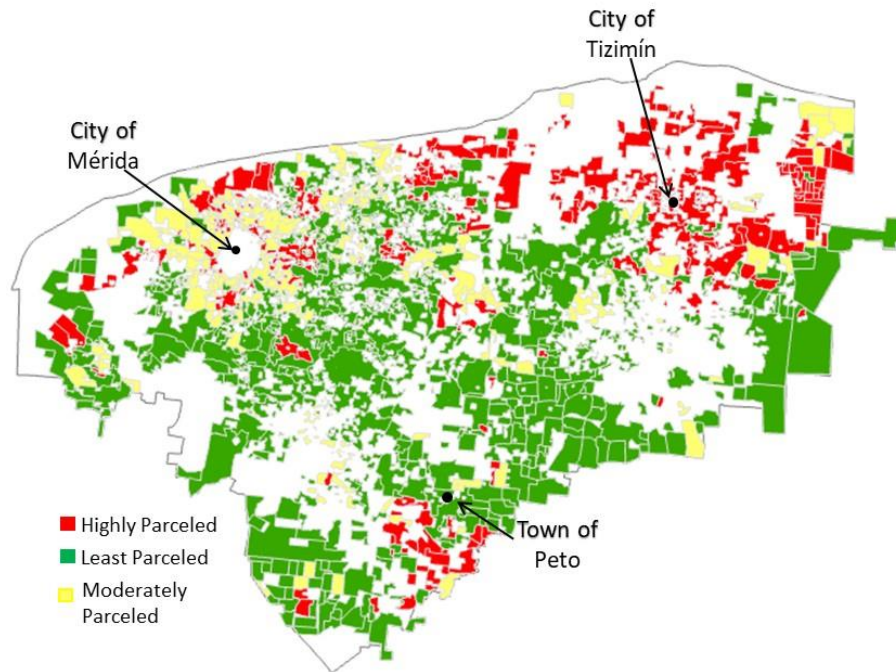 City of
Tizimín
City of
Mérida
Highly Parceled
Least Parceled
Moderately
Parceled
Town of
Peto